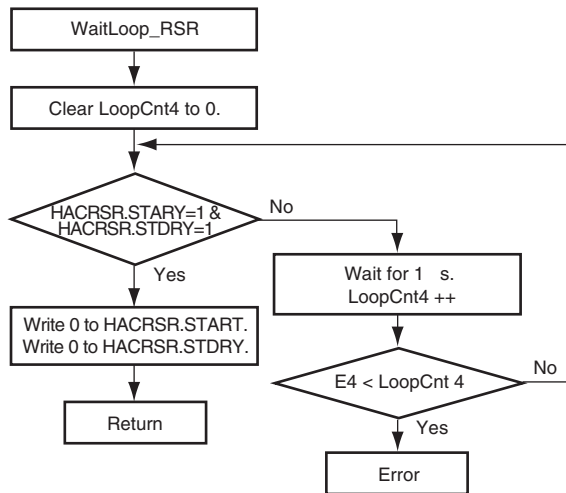 WaitLoop_RSR
Clear LoopCnt4 to 0.
HACRSR.STARY=1 &
HACRSR.STDRY=1
No
Yes
Wait for 1 s.
LoopCnt4 ++
Write 0 to HACRSR.START.
Write 0 to HACRSR.STDRY.
E4 < LoopCnt 4
No
Return
Yes
Error